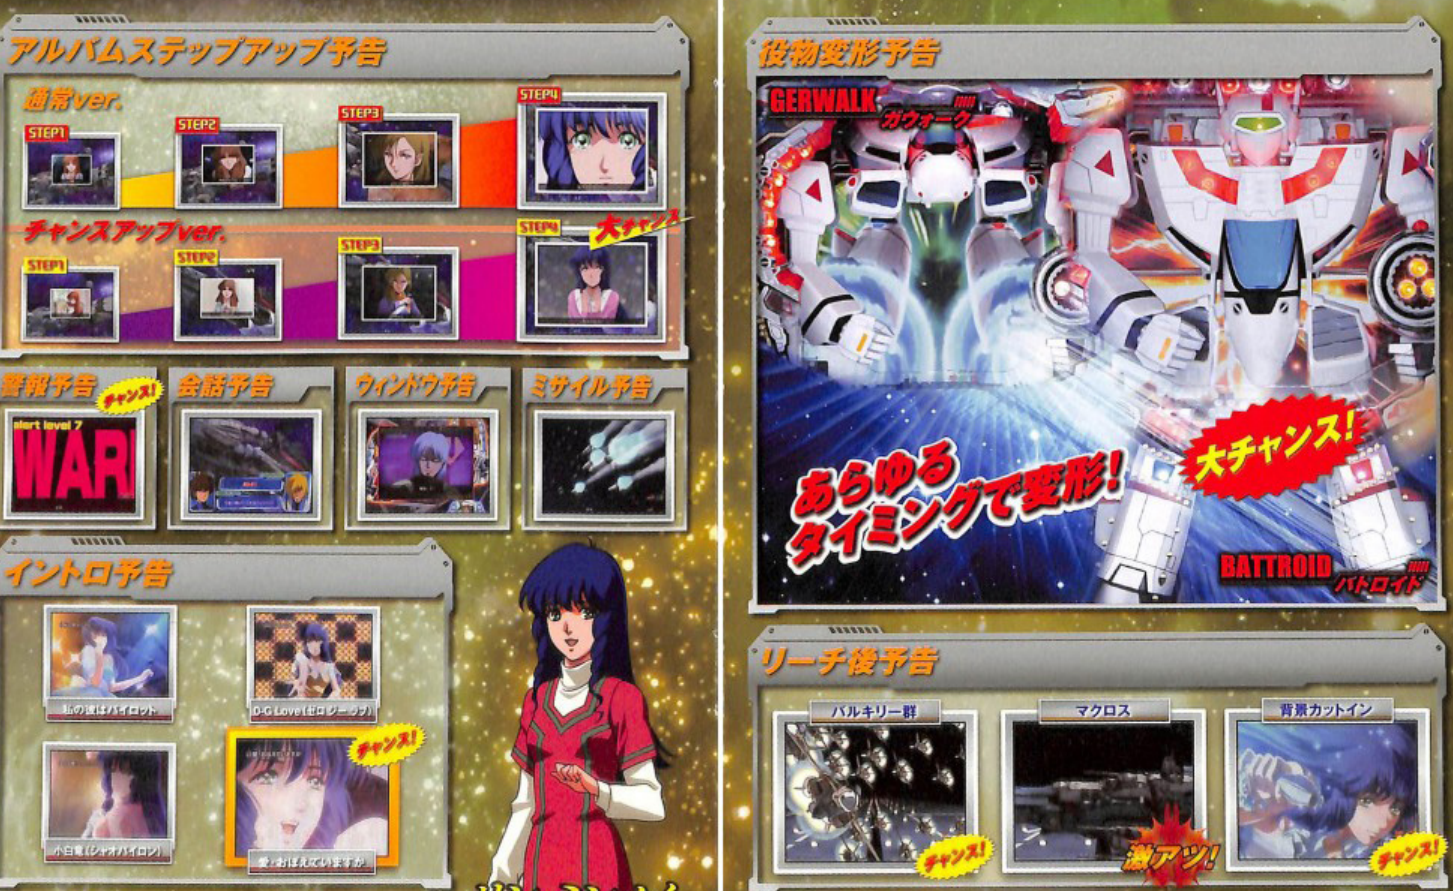 アルバムステップアップ予告
通常ver.
STEP1
STEP2
STEP3
STEP4
チャンスアップver.
STEP1
STEP2
STEP3
STEP4
大チャンス
警報予告
チャンス!
alert level 7
WAR
会話予告
ウィンドウ予告
ミサイル予告
イントロ予告
私の彼はパイロット
0-G Love(ゼロ ジー ラブ)
小白竜(シャオパイロン)
チャンス!
愛・おぼえていますか
役物変形予告
GERWALK
ガウォーク
あらゆる
タイミングで変形!
大チャンス!
BATTROID
バトロイド
リーチ後予告
バルキリー群
チャンス!
マクロス
激アツ!
背景カットイン
チャンス!